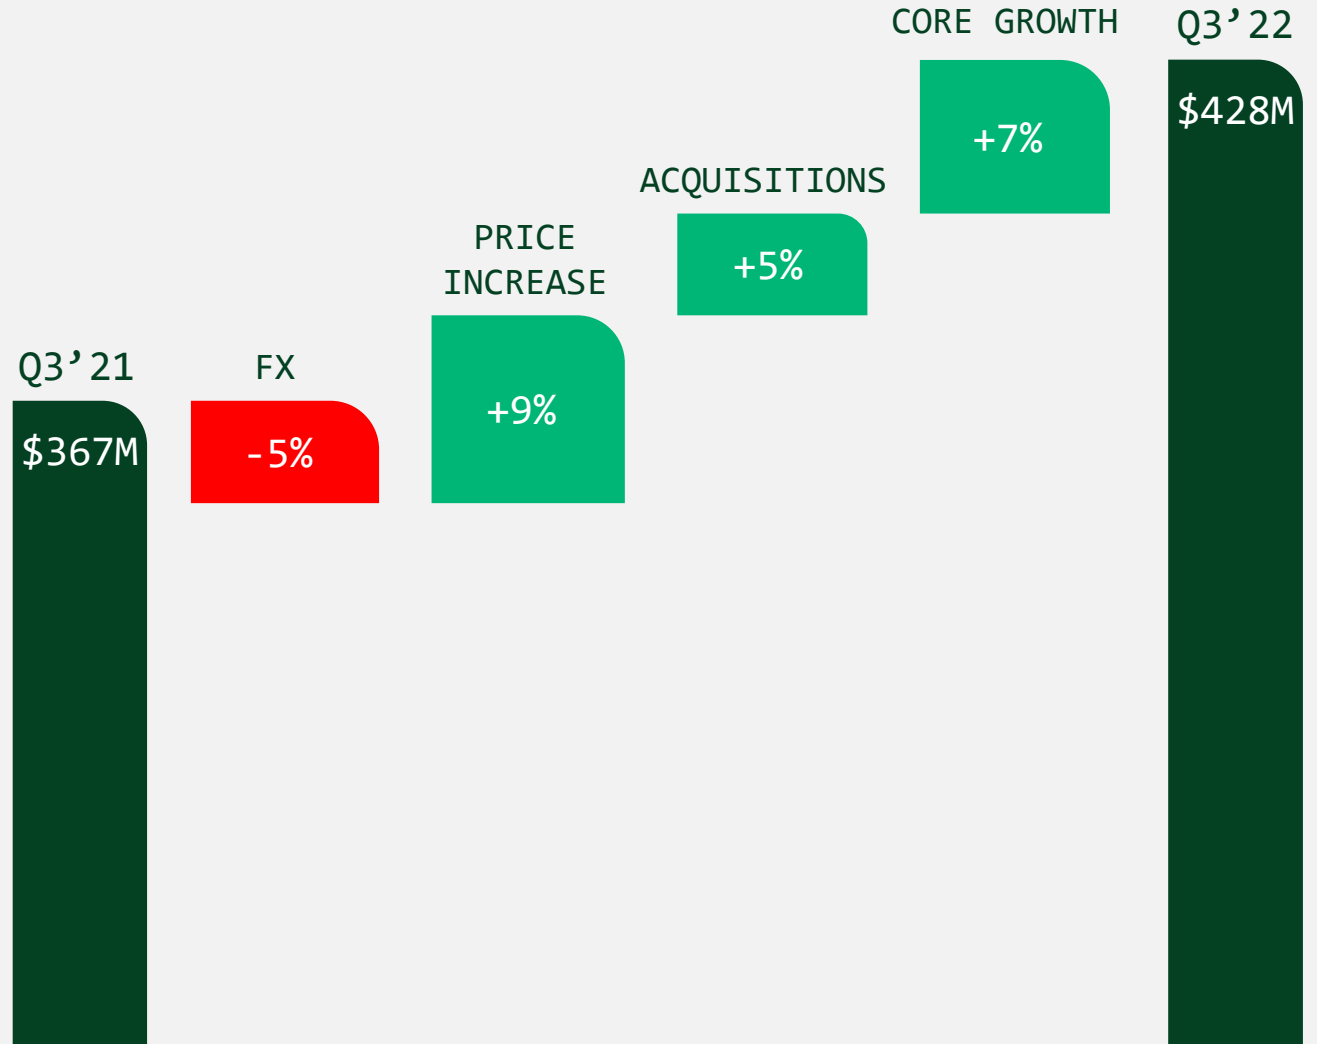 Q3’21
$367M
FX
-5%
PRICE
INCREASE
+9%
ACQUISITIONS
+5%
CORE GROWTH
+7%
Q3’22
$428M